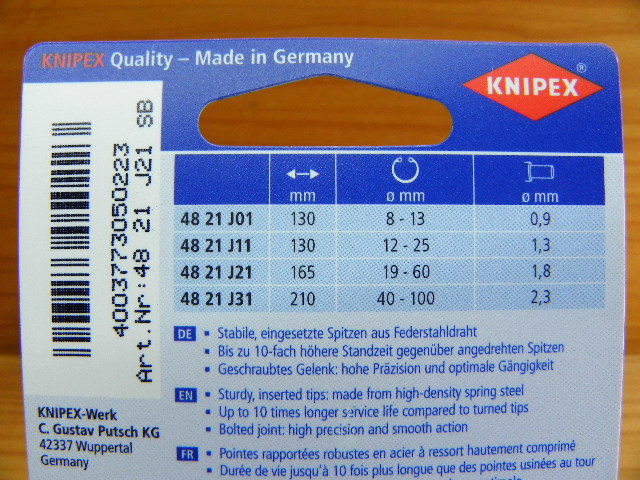 KNIPEX Quality – Made in Germany
KNIPEX ®
4003773050223
Art.Nr:48 21 J21 SB
mm ø mm ø mm
48 21 J01 130 8 - 13 0,9
48 21 J11 130 12 - 25 1,3
48 21 J21 165 19 - 60 1,8
48 21 J31 210 40 - 100 2,3
DE ▪ Stabile, eingesetzte Spitzen aus Federstahldraht
▪ Bis zu 10-fach höhere Standzeit gegenüber angedrehten Spitzen
▪ Geschraubtes Gelenk: hohe Präzision und optimale Gängigkeit
EN ▪ Sturdy, inserted tips: made from high-density spring steel
▪ Up to 10 times longer service life compared to turned tips
▪ Bolted joint: high precision and smooth action
FR ▪ Pointes rapportées robustes en acier à ressort hautement comprimé
▪ Durée de vie jusqu'à 10 fois plus longue que des pointes usinées au tour
KNIPEX-Werk
C. Gustav Putsch KG
42337 Wuppertal
Germany